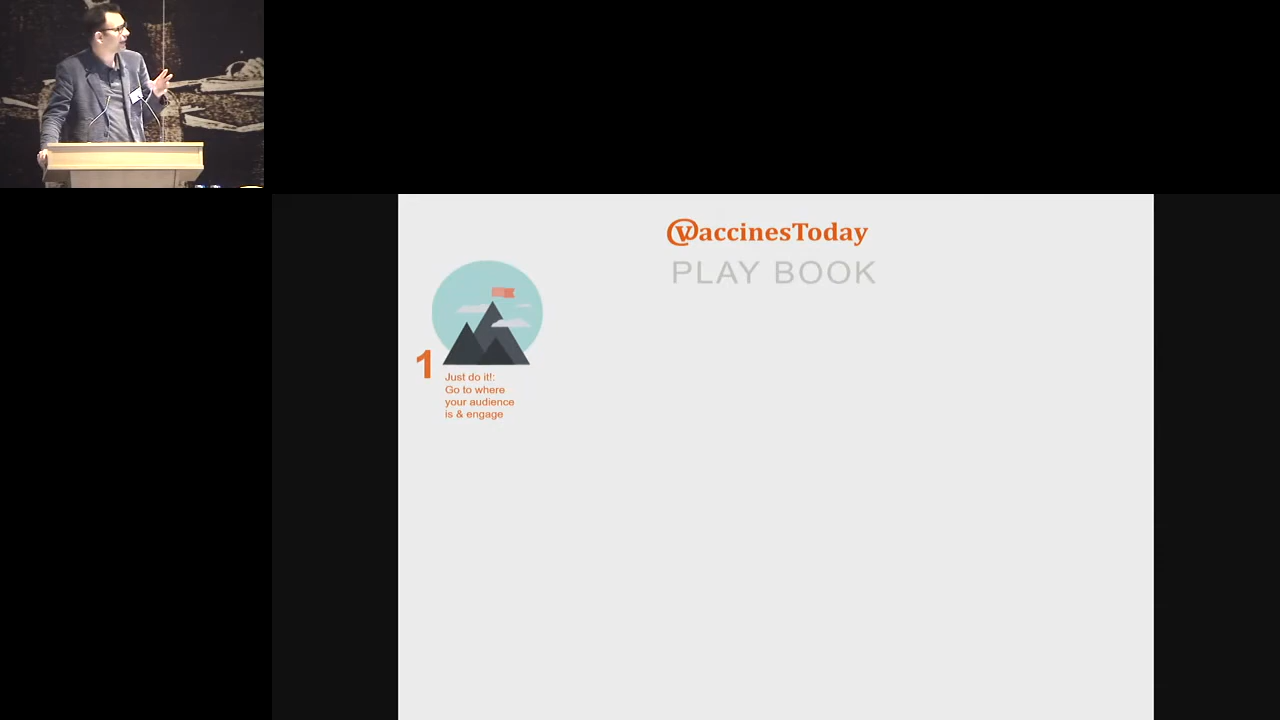 @vaccinesToday
PLAY BOOK
1
Just do it!:
Go to where
your audience
is & engage